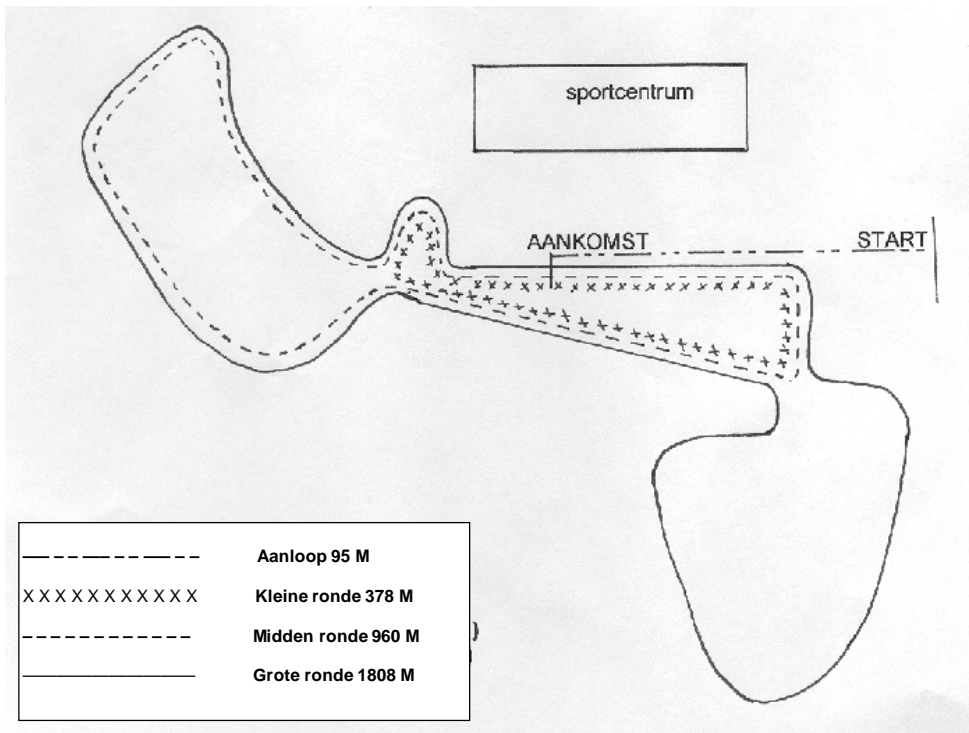 sportcentrum
AANKOMST
START
Aanloop 95 M
X X X X X X X X X X X Kleine ronde 378 M
Midden ronde 960 M
Grote ronde 1808 M